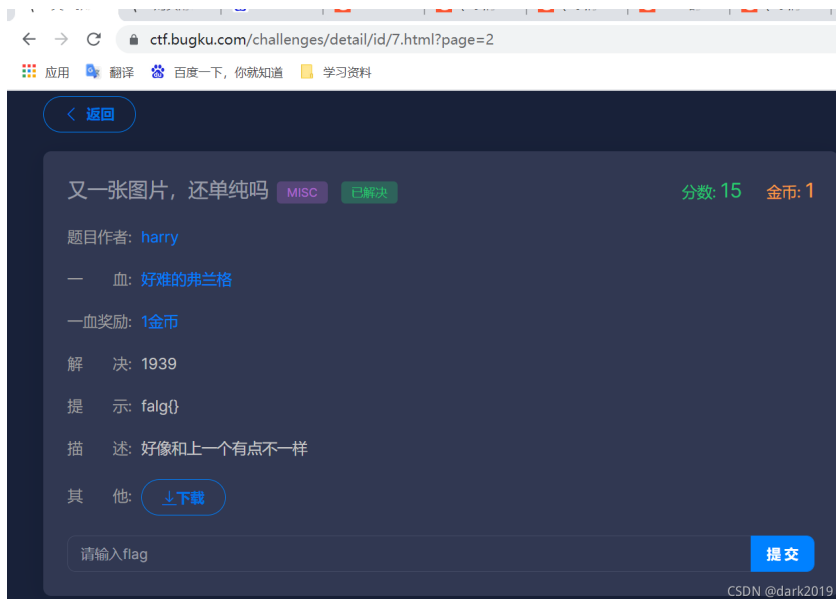 ctf.bugku.com/challenges/detail/id/7.html?page=2
应用 翻译 百度一下，你就知道 学习资料
返回
又一张图片，还单纯吗 MISC 已解决 分数: 15 金币: 1
题目作者: harry
一 血: 好难的弗兰格
一血奖励: 1金币
解 决: 1939
提 示: falg{}
描 述: 好像和上一个有点不一样
其 他: 下载
请输入flag 提交
CSDN @dark2019